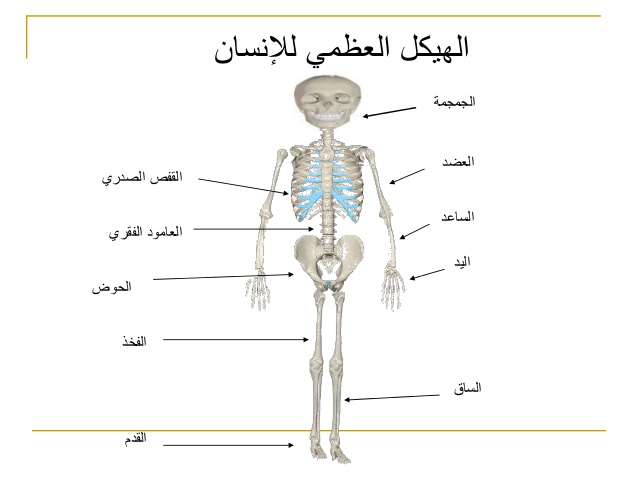 الهيكل العظمي للإنسان
الجمجمة
العضد
القفص الصدري
الساعد
العامود الفقري
اليد
الحوض
الفخذ
الساق
القدم